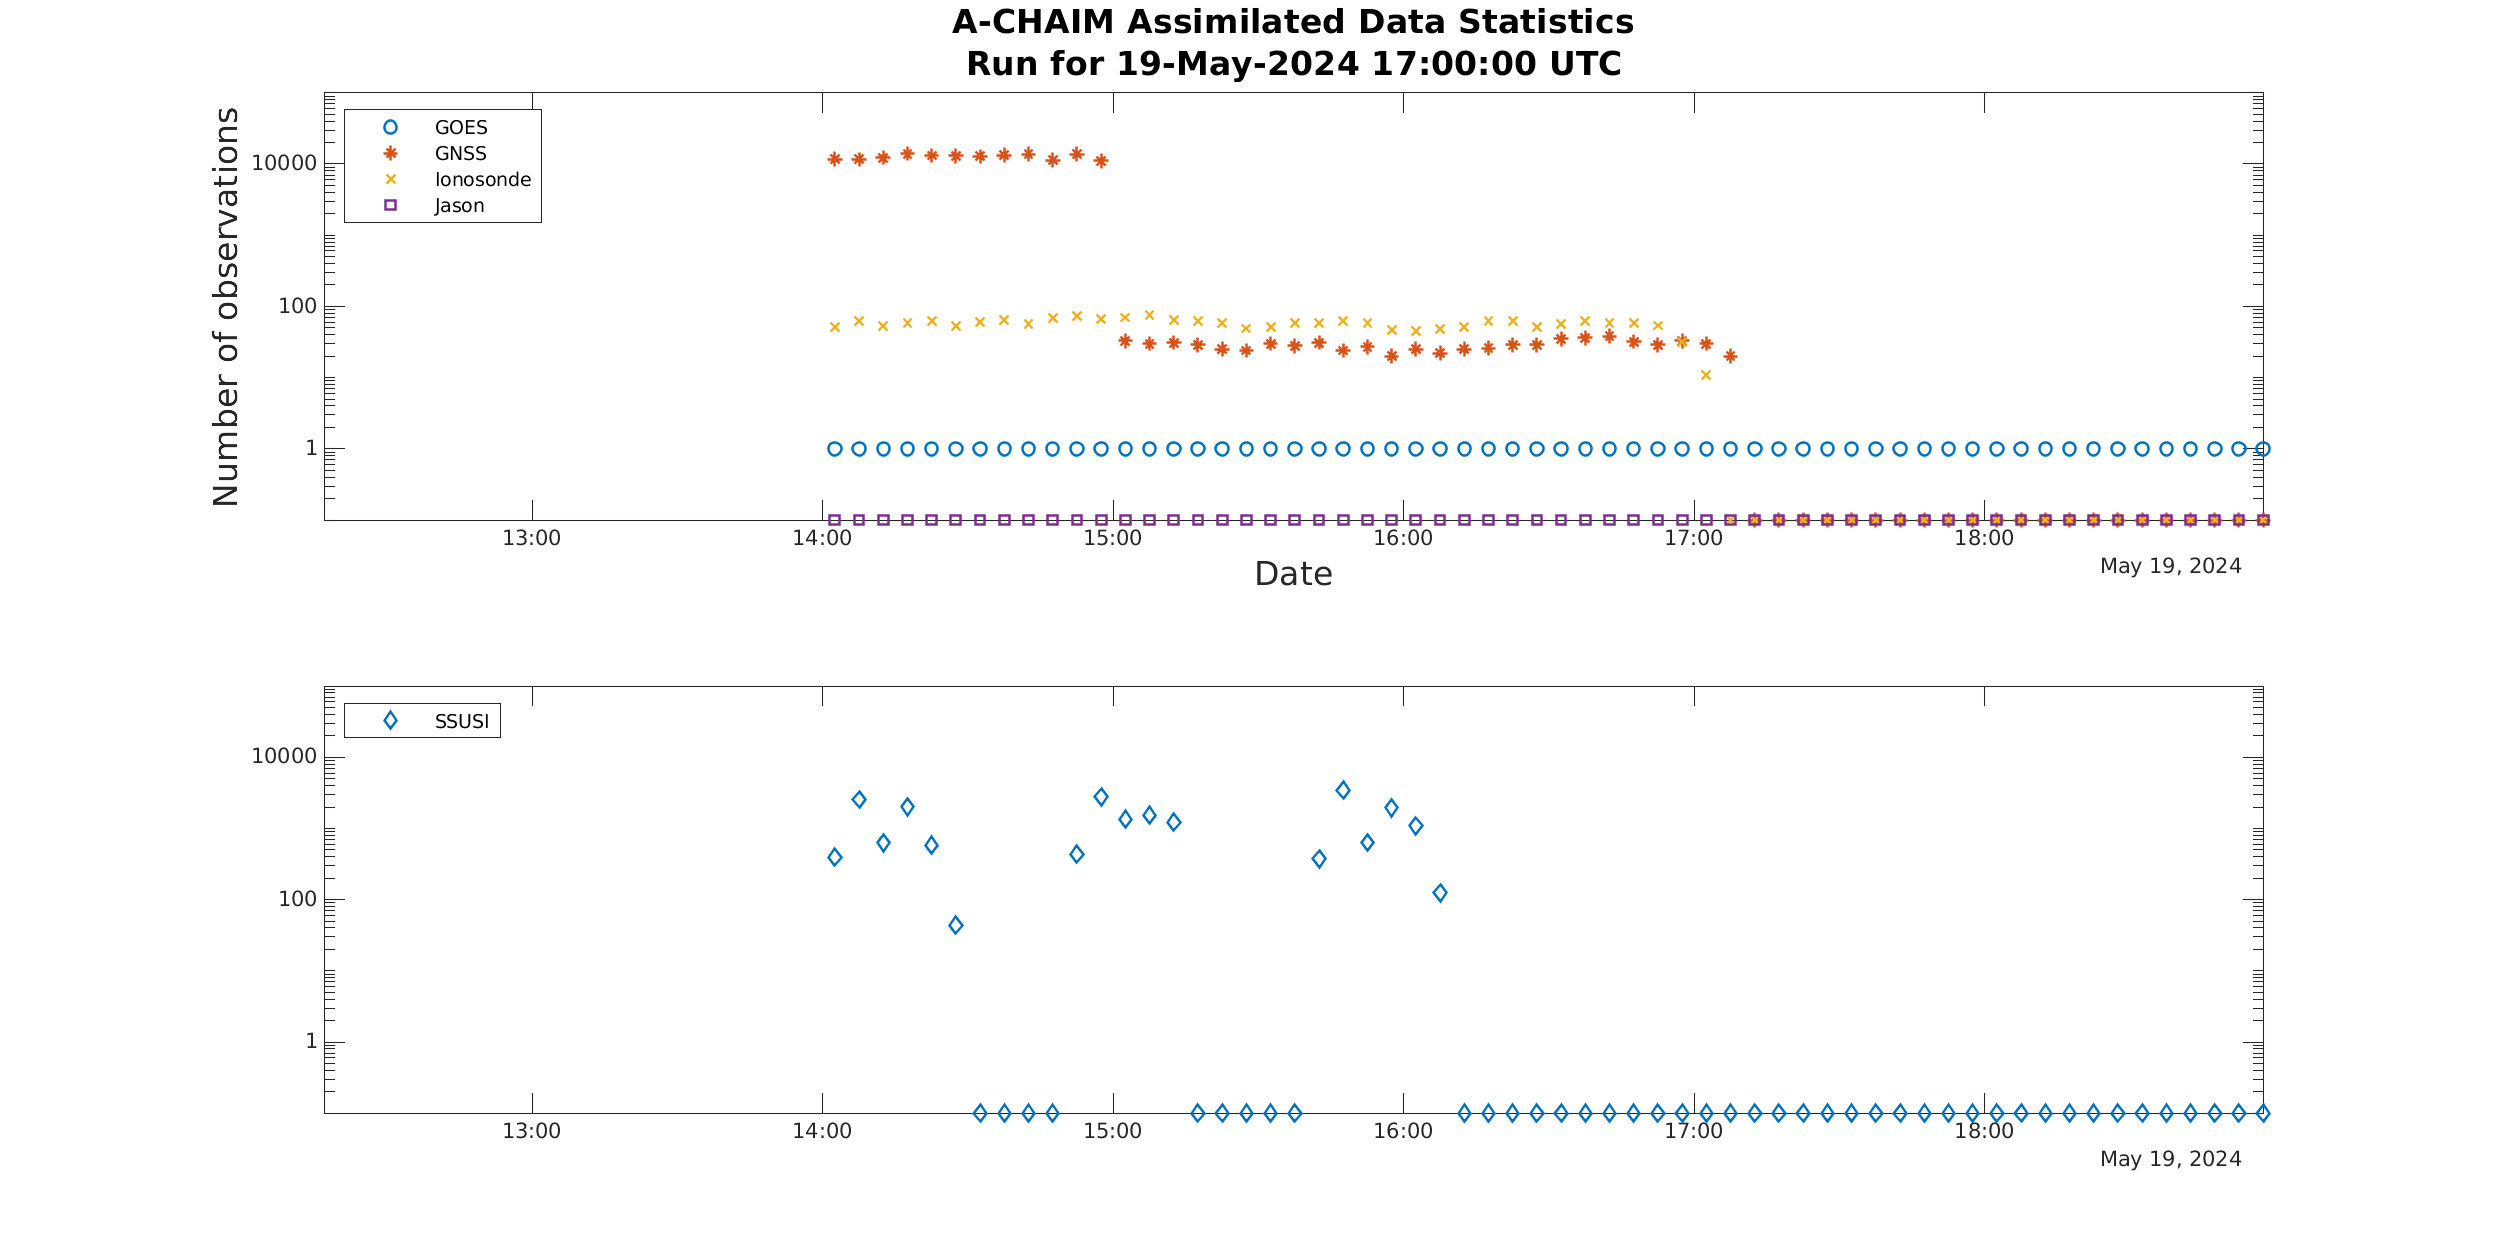 A-CHAIM Assimilated Data Statistics
Run for 19-May-2024 17:00:00 UTC
Number of observations
10000
100
1
GOES
GNSS
Ionosonde
Jason
13:00 14:00 15:00 16:00 17:00 18:00
Date
May 19, 2024
10000
100
1
SSUSI
13:00 14:00 15:00 16:00 17:00 18:00
May 19, 2024